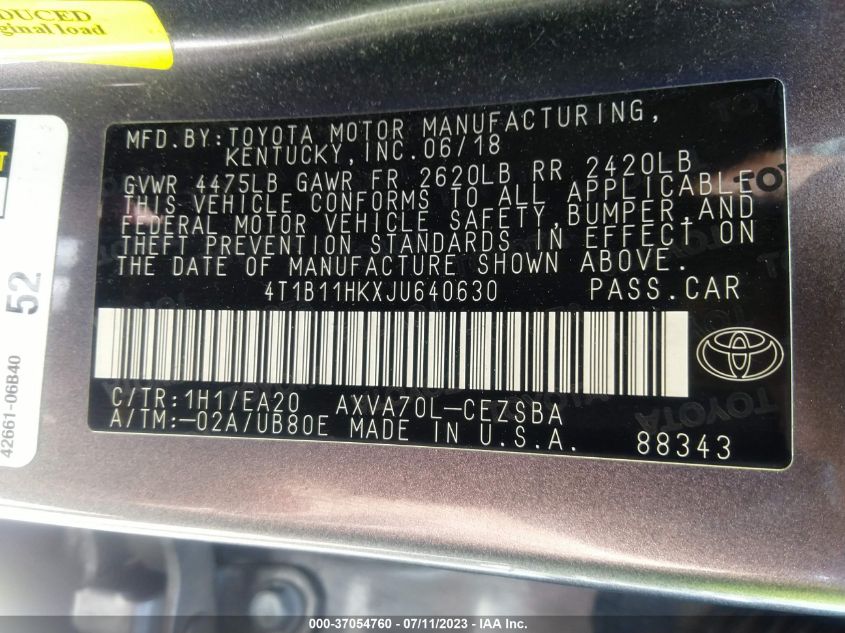 DUCED
ginal load
MFD.BY:TOYOTA MOTOR MANUFACTURING,
KENTUCKY,INC.06/18
GVWR 4475LB GAWR FR 2620LB RR 2420LB
THIS VEHICLE CONFORMS TO ALL APPLICABLE
FEDERAL MOTOR VEHICLE SAFETY,BUMPER,AND
THEFT PREVENTION STANDARDS IN EFFECT ON
THE DATE OF MANUFACTURE SHOWN ABOVE.
4T1B11HKXJU640630 PASS.CAR
C/TR:1H1/EA20 AXVA70L-CEZSBA
A/TM:-02A/UB80E MADE IN U.S.A.
88343
52
42661-06B40
TOYOTA
000-37054760 - 07/11/2023 - IAA Inc.